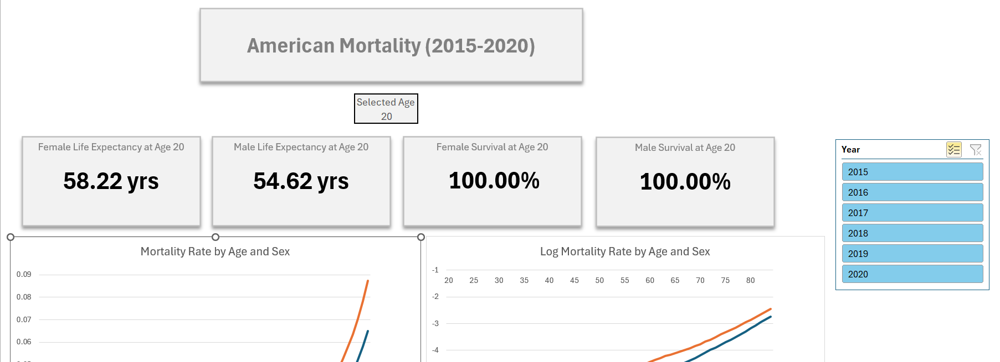 American Mortality (2015-2020)
Selected Age
20
Female Life Expectancy at Age 20
58.22 yrs
Male Life Expectancy at Age 20
54.62 yrs
Female Survival at Age 20
100.00%
Male Survival at Age 20
100.00%
Year
2015
2016
2017
2018
2019
2020
Mortality Rate by Age and Sex
0.09
0.08
0.07
0.06
Log Mortality Rate by Age and Sex
-1
20 25 30 35 40 45 50 55 60 65 70 75 80
-2
-3
-4